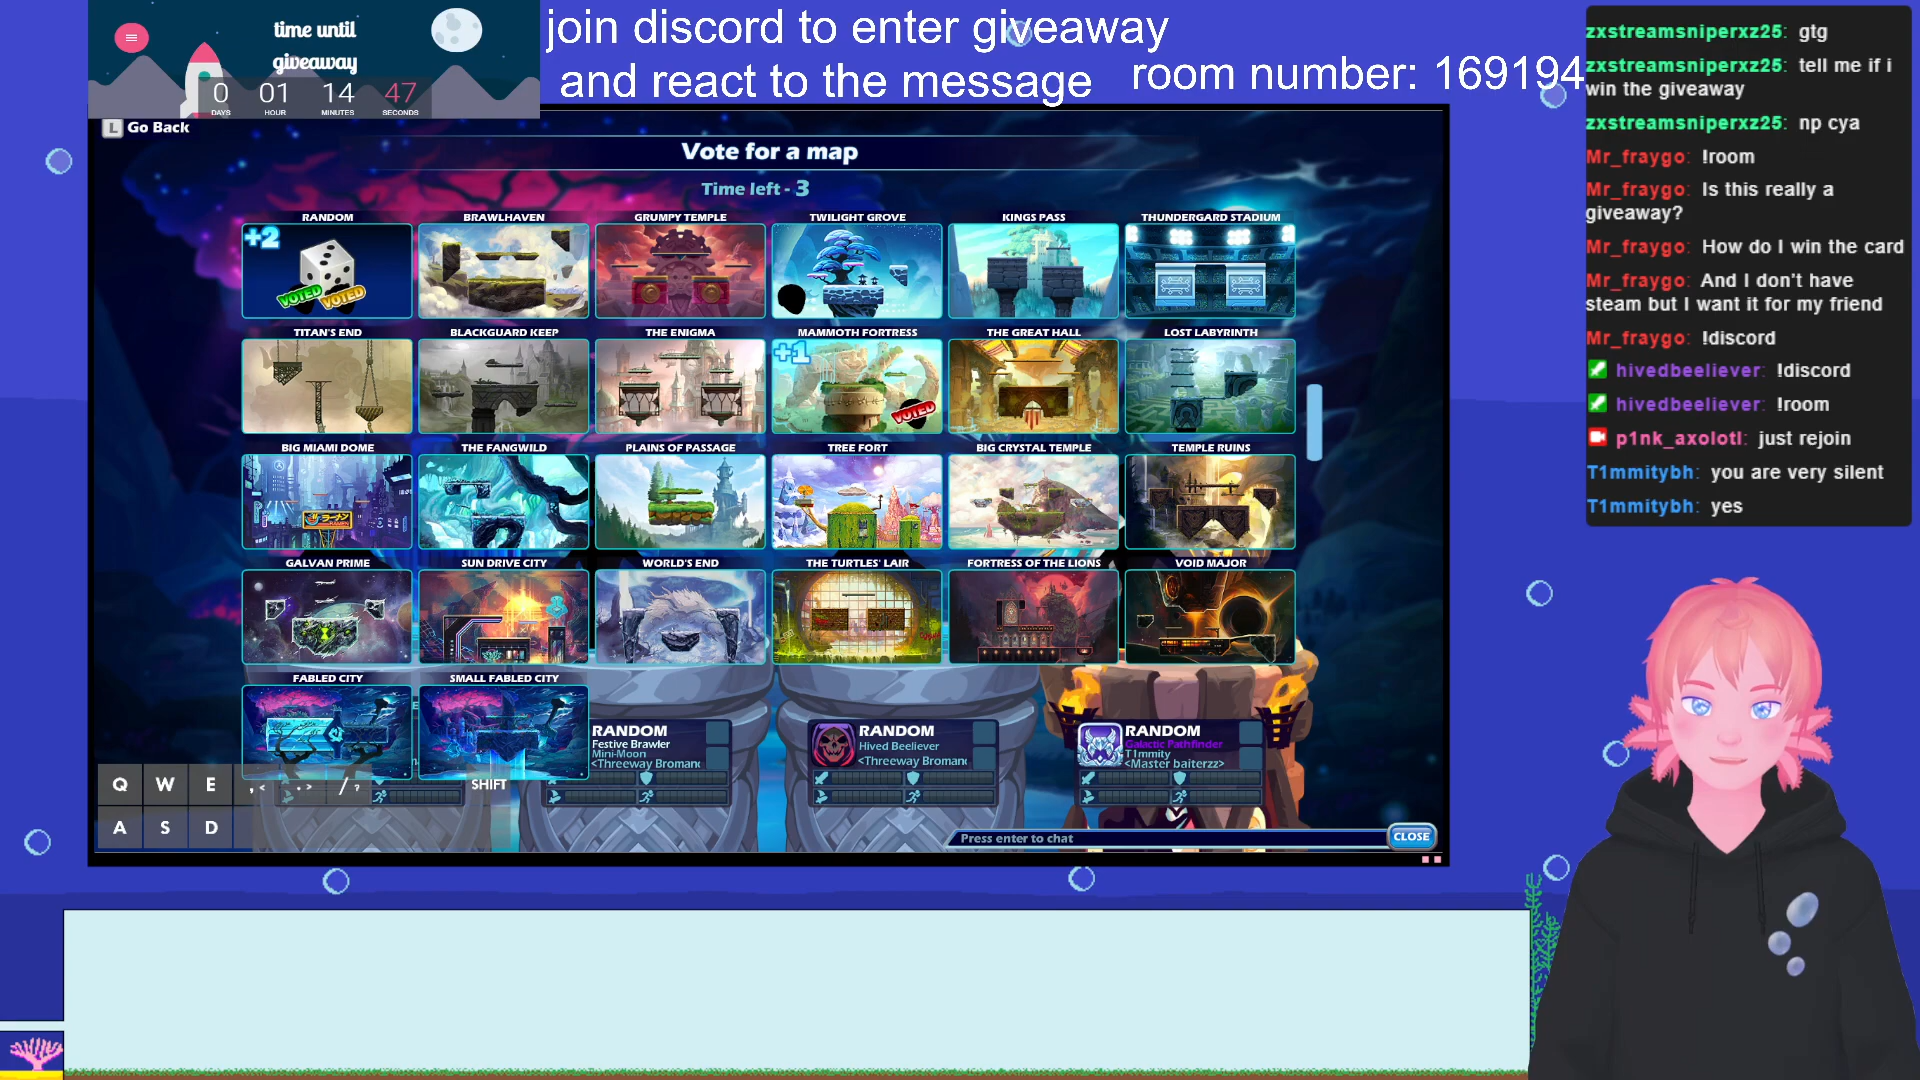 time until
giveaway
0 01 14 47
DAYS HOUR MINUTES SECONDS
join discord to enter giveaway
and react to the message
room number: 169194
L Go Back
Vote for a map
Time left - 3
RANDOM BRAWLHAVEN GRUMPY TEMPLE TWILIGHT GROVE KINGS PASS THUNDERGARD STADIUM
+2
VOTED VOTED
TITAN'S END BLACKGUARD KEEP THE ENIGMA MAMMOTH FORTRESS THE GREAT HALL LOST LABYRINTH
+1
VOTED
BIG MIAMI DOME THE FANGWILD PLAINS OF PASSAGE TREE FORT BIG CRYSTAL TEMPLE TEMPLE RUINS
GALVAN PRIME SUN DRIVE CITY WORLD'S END THE TURTLES' LAIR FORTRESS OF THE LIONS VOID MAJOR
FABLED CITY SMALL FABLED CITY
RANDOM
Festive Brawler
Mini-Moon
<Threeway Bromanc
RANDOM
Hived Beeliever
<Threeway Bromanc
RANDOM
Galactic Pathfinder
T1mmity
<Master baiterzz>
Q W E , < . > / ? SHIFT
A S D
Press enter to chat
CLOSE
zxstreamsniperxz25: gtg
zxstreamsniperxz25: tell me if i
win the giveaway
zxstreamsniperxz25: np cya
Mr_fraygo: !room
Mr_fraygo: Is this really a
giveaway?
Mr_fraygo: How do I win the card
Mr_fraygo: And I don't have
steam but I want it for my friend
Mr_fraygo: !discord
hivedbeeliever: !discord
hivedbeeliever: !room
p1nk_axolotl: just rejoin
T1mmitybh: you are very silent
T1mmitybh: yes